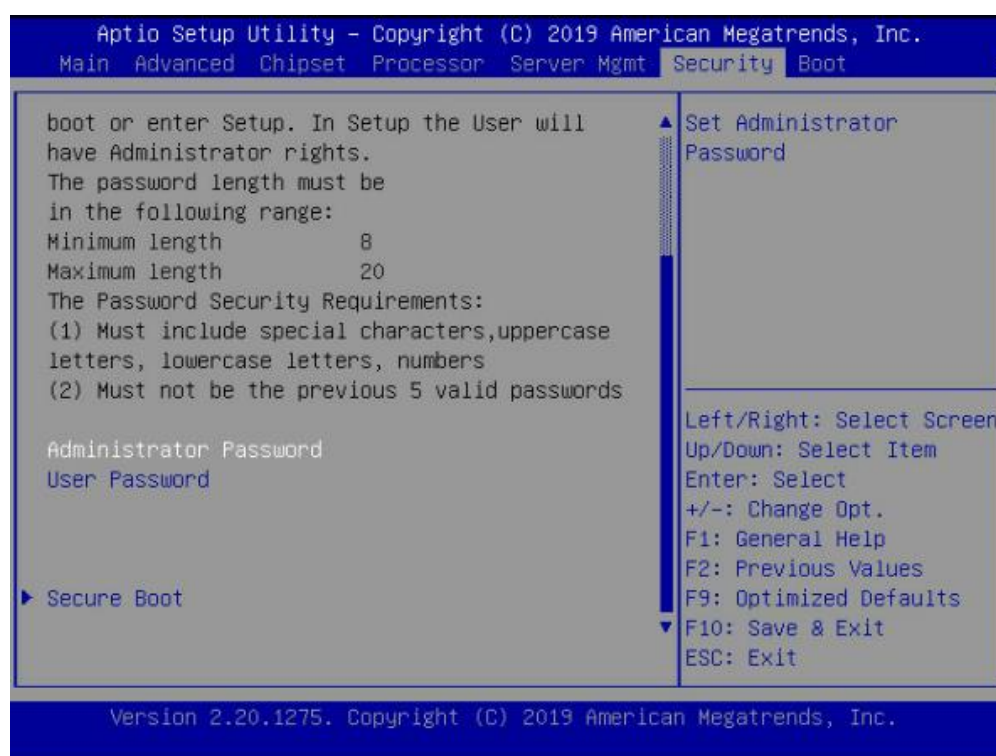 Aptio Setup Utility – Copyright (C) 2019 American Megatrends, Inc.
Main Advanced Chipset Processor Server Mgmt Security Boot
boot or enter Setup. In Setup the User will
have Administrator rights.
The password length must be
in the following range:
Minimum length 8
Maximum length 20
The Password Security Requirements:
(1) Must include special characters,uppercase
letters, lowercase letters, numbers
(2) Must not be the previous 5 valid passwords
Administrator Password
User Password
Secure Boot
Set Administrator
Password
Left/Right: Select Screen
Up/Down: Select Item
Enter: Select
+/-: Change Opt.
F1: General Help
F2: Previous Values
F9: Optimized Defaults
F10: Save & Exit
ESC: Exit
Version 2.20.1275. Copyright (C) 2019 American Megatrends, Inc.